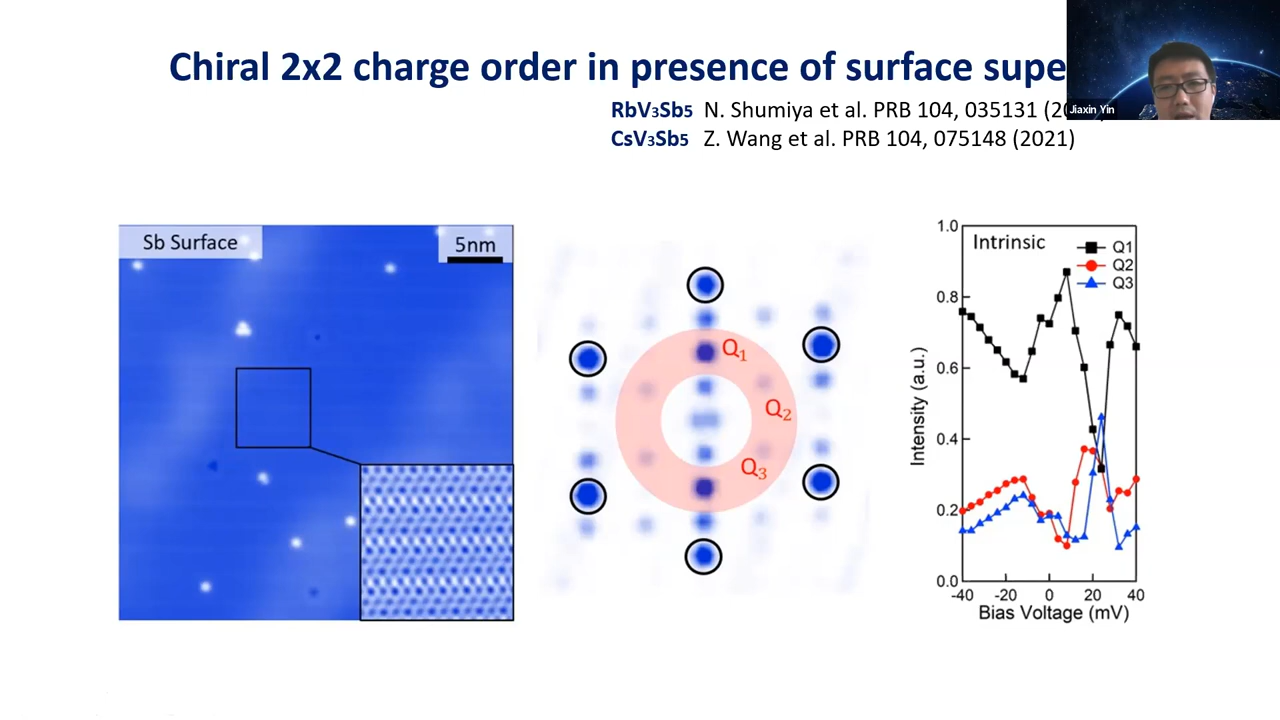 Chiral 2x2 charge order in presence of surface supe
Jiaxin Yin
RbV₃Sb₅ N. Shumiya et al. PRB 104, 035131 (20
CsV₃Sb₅ Z. Wang et al. PRB 104, 075148 (2021)
Sb Surface
5nm
Q₁
Q₂
Q₃
Intrinsic
Q1
Q2
Q3
Intensity (a.u.)
1.0
0.8
0.6
0.4
0.2
0.0
-40 -20 0 20 40
Bias Voltage (mV)